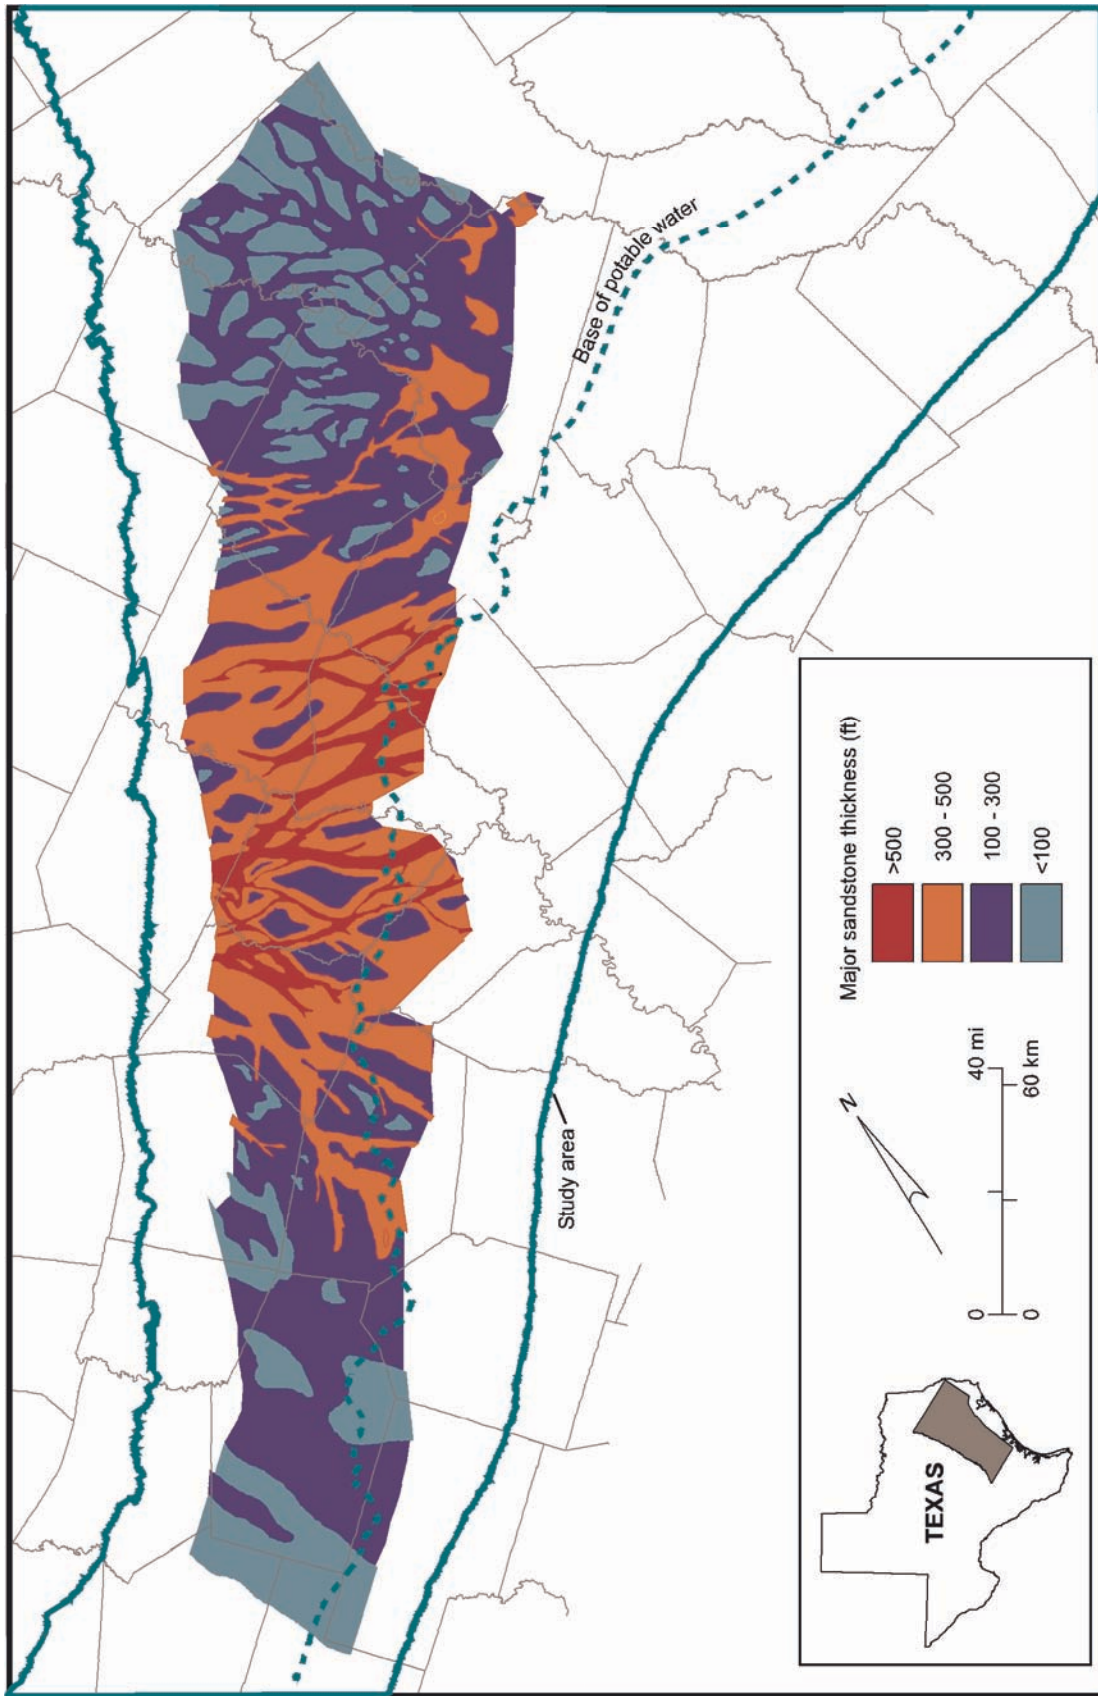 Base of potable water
Study area
TEXAS
N
0
40 mi
0
60 km
Major sandstone thickness (ft)
>500
300 - 500
100 - 300
<100